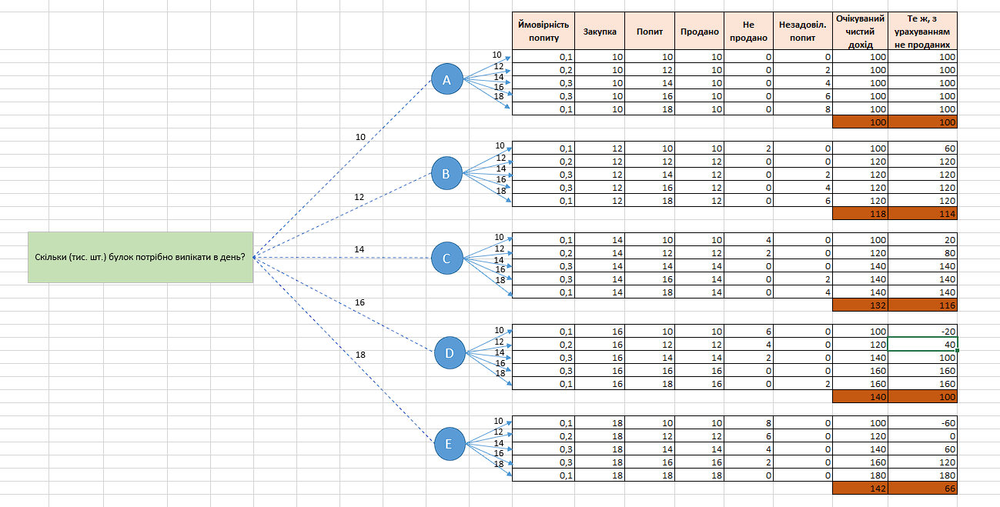 Ймовірність попиту Закупка Попит Продано Не продано Незадовіл. попит Очікуваний чистий дохід Те ж, з урахуванням не проданих
10 12 14 16 18
A
0,1 10 10 10 0 0 100 100
0,2 10 12 10 0 2 100 100
0,3 10 14 10 0 4 100 100
0,3 10 16 10 0 6 100 100
0,1 10 18 10 0 8 100 100
100 100
10
10 12 14 16 18
B
0,1 12 10 10 2 0 100 60
0,2 12 12 12 0 0 120 120
0,3 12 14 12 0 2 120 120
0,3 12 16 12 0 4 120 120
0,1 12 18 12 0 6 120 120
118 114
12
Скільки (тис. шт.) булок потрібно випікати в день?
14
10 12 14 16 18
C
0,1 14 10 10 4 0 100 20
0,2 14 12 12 2 0 120 80
0,3 14 14 14 0 0 140 140
0,3 14 16 14 0 2 140 140
0,1 14 18 14 0 4 140 140
132 116
16
10 12 14 16 18
D
0,1 16 10 10 6 0 100 -20
0,2 16 12 12 4 0 120 40
0,3 16 14 14 2 0 140 100
0,3 16 16 16 0 0 160 160
0,1 16 18 16 0 2 160 160
140 100
18
10 12 14 16 18
E
0,1 18 10 10 8 0 100 -60
0,2 18 12 12 6 0 120 0
0,3 18 14 14 4 0 140 60
0,3 18 16 16 2 0 160 120
0,1 18 18 18 0 0 180 180
142 66